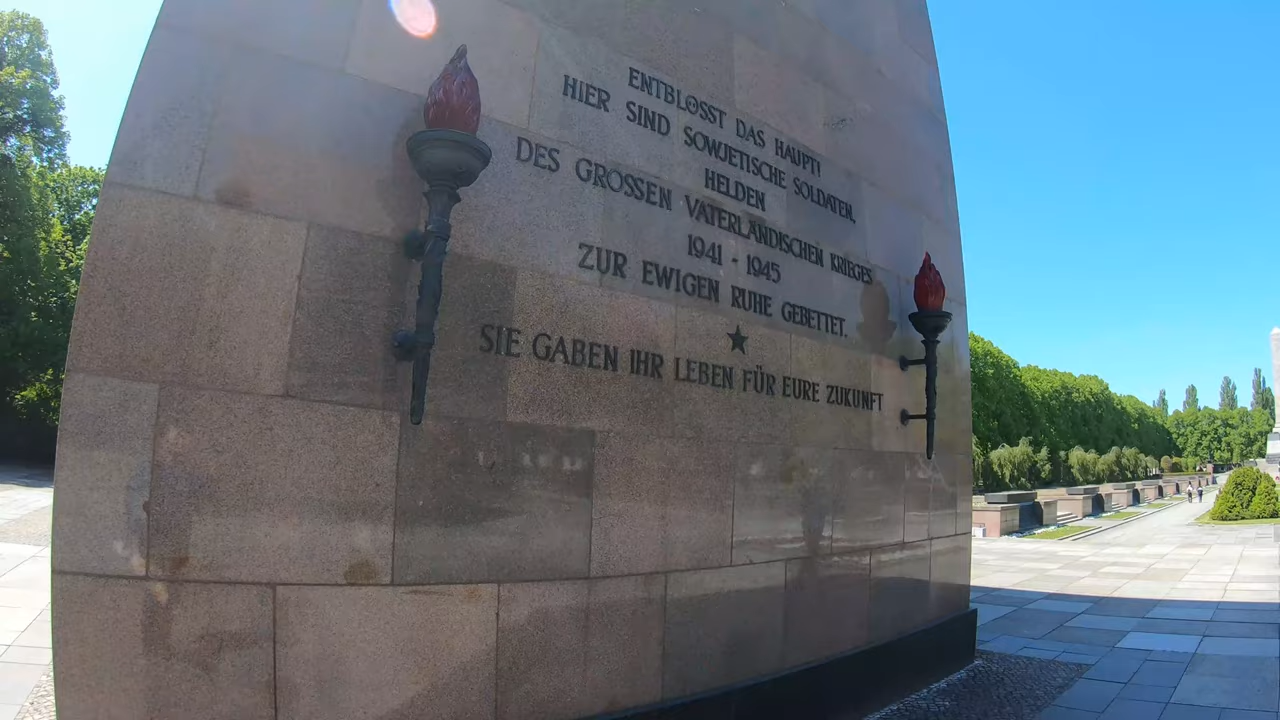 ENTBLÖSST DAS HAUPT!
HIER SIND SOWJETISCHE SOLDATEN,
HELDEN
DES GROSSEN VATERLÄNDISCHEN KRIEGES
1941 - 1945
ZUR EWIGEN RUHE GEBETTET.
SIE GABEN IHR LEBEN FÜR EURE ZUKUNFT